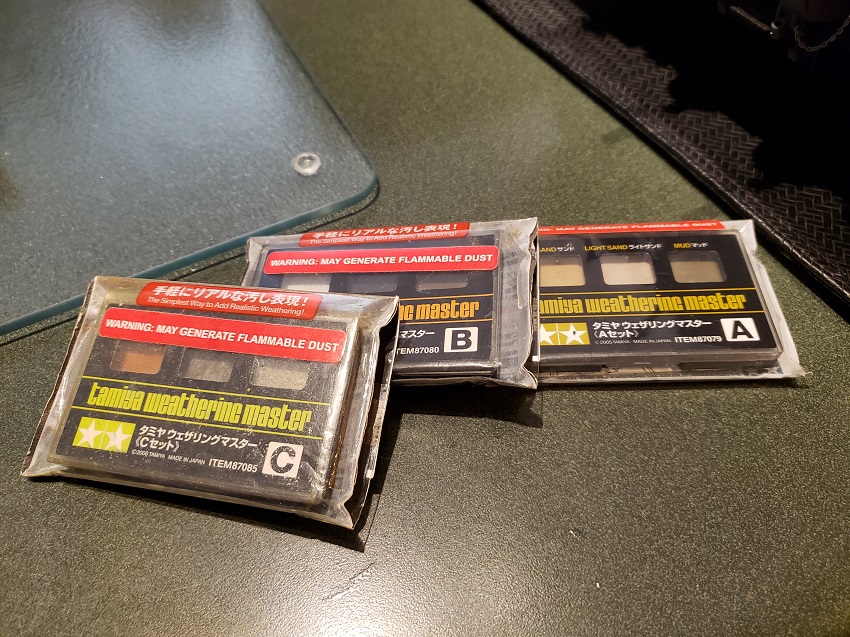 手軽にリアルな汚し表現!
The Simplest Way to Add Realistic Weathering!
WARNING: MAY GENERATE FLAMMABLE DUST
tamiya weathering master
タミヤ ウェザリングマスター
《Cセット》
©2006 TAMIYA MADE IN JAPAN ITEM87085
C
手軽にリアルな汚し表現!
The Simplest Way to Add Realistic Weathering!
WARNING: MAY GENERATE FLAMMABLE DUST
master
マスター
ITEM87080
B
MAY GENERATE FLAMMABLE DUST
SAND サンド
LIGHT SAND ライトサンド
MUD マッド
tamiya weathering master
タミヤ ウェザリングマスター
《Aセット》
©2005 TAMIYA MADE IN JAPAN ITEM87079
A